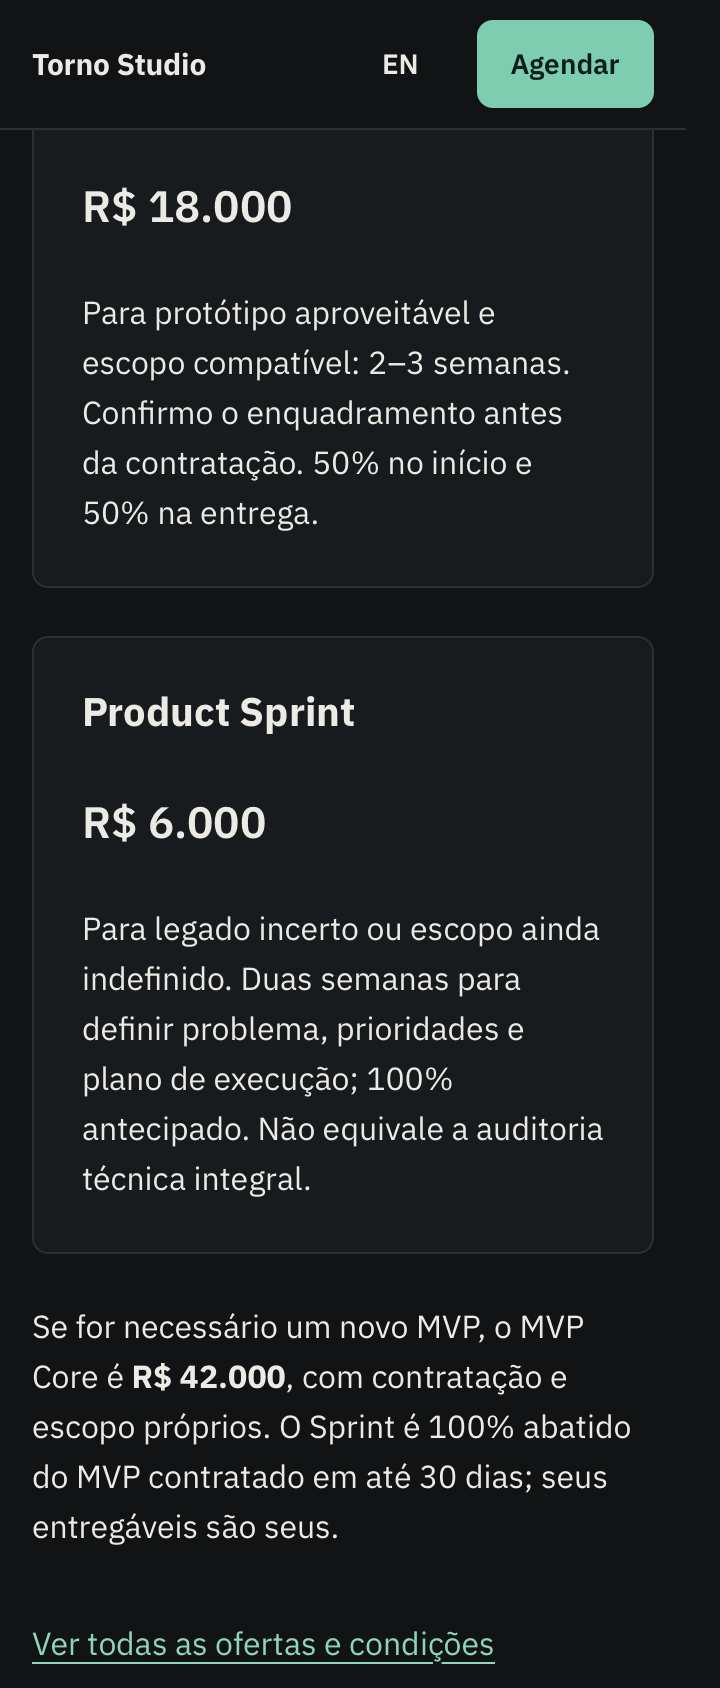 Torno Studio
EN
Agendar
R$ 18.000
Para protótipo aproveitável e
escopo compatível: 2–3 semanas.
Confirmo o enquadramento antes
da contratação. 50% no início e
50% na entrega.
Product Sprint
R$ 6.000
Para legado incerto ou escopo ainda
indefinido. Duas semanas para
definir problema, prioridades e
plano de execução; 100%
antecipado. Não equivale a auditoria
técnica integral.
Se for necessário um novo MVP, o MVP
Core é R$ 42.000, com contratação e
escopo próprios. O Sprint é 100% abatido
do MVP contratado em até 30 dias; seus
entregáveis são seus.
Ver todas as ofertas e condições